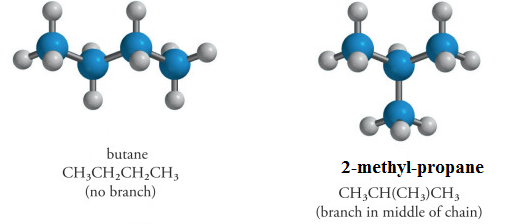 butane
CH₃CH₂CH₂CH₃
(no branch)
2-methyl-propane
CH₃CH(CH₃)CH₃
(branch in middle of chain)